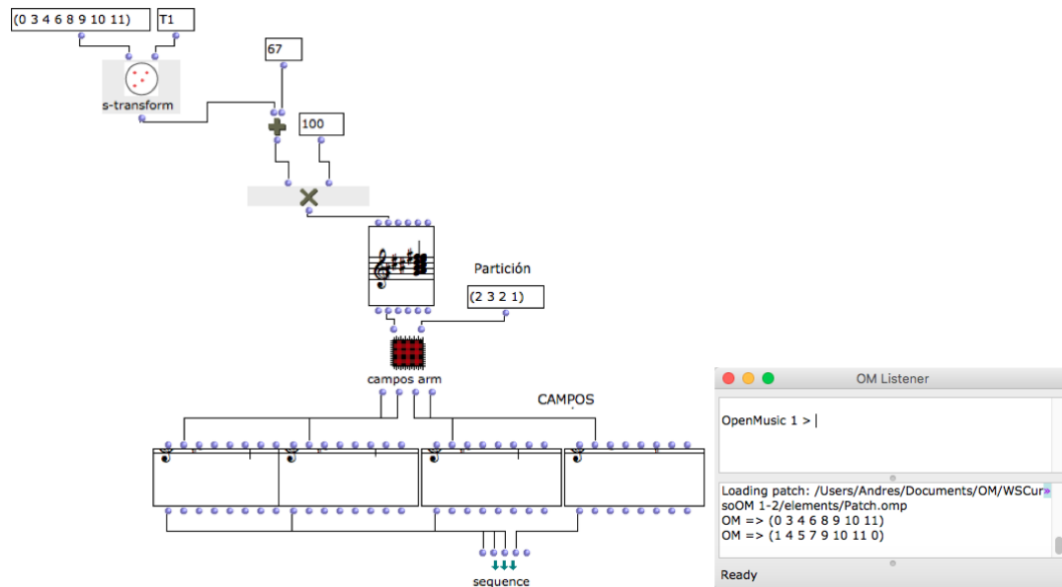 (0 3 4 6 8 9 10 11)
T1
s-transform
67
100
Partición
(2 3 2 1)
campos arm
CAMPOS
sequence
OM Listener
OpenMusic 1 >
Loading patch: /Users/Andres/Documents/OM/WSCur
soOM 1-2/elements/Patch.omp
OM => (0 3 4 6 8 9 10 11)
OM => (1 4 5 7 9 10 11 0)
Ready